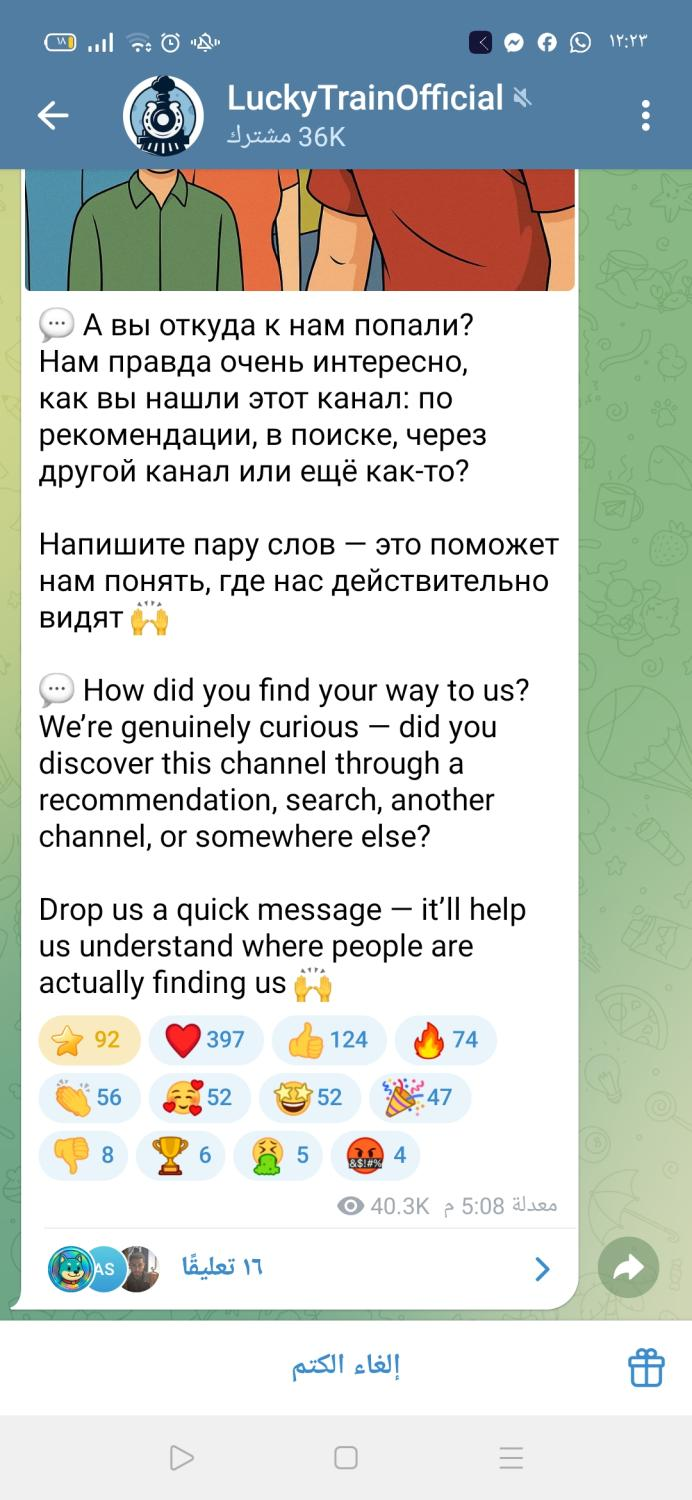 ١٨
١٢:٢٣
LuckyTrainOfficial
36K مشترك
💬 А вы откуда к нам попали?
Нам правда очень интересно,
как вы нашли этот канал: по
рекомендации, в поиске, через
другой канал или ещё как-то?
Напишите пару слов — это поможет
нам понять, где нас действительно
видят 🙌
💬 How did you find your way to us?
We’re genuinely curious — did you
discover this channel through a
recommendation, search, another
channel, or somewhere else?
Drop us a quick message — it’ll help
us understand where people are
actually finding us 🙌
⭐ 92 ❤️ 397 👍 124 🔥 74
👏 56 🥰 52 🤩 52 🎉 47
👎 8 🏆 6 🤮 5 🤬 4
40.3K معدلة 5:08 م
AS ١٦ تعليقًا
إلغاء الكتم